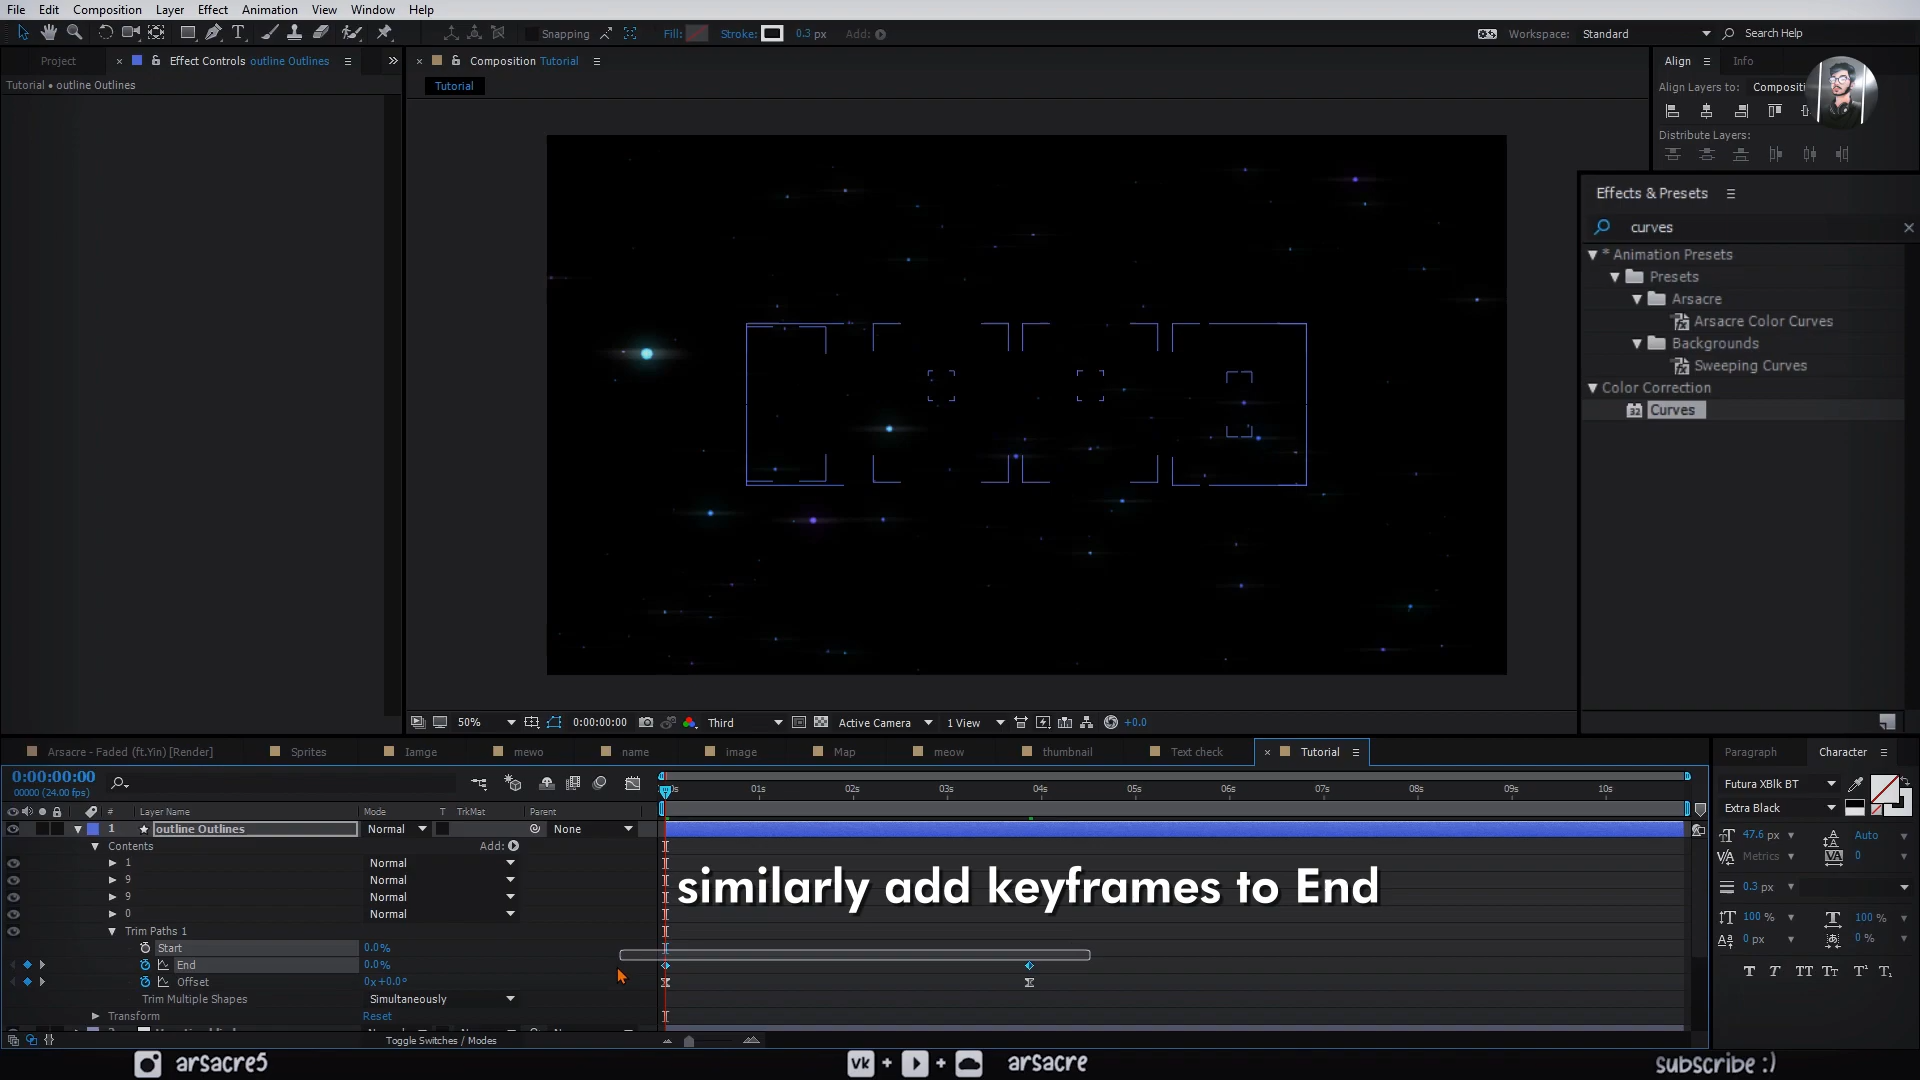 File Edit Composition Layer Effect Animation View Window Help
Snapping Fill: Stroke: 0.3 px Add: Workspace: Standard Search Help
Project Effect Controls outline Outlines Composition Tutorial Align Info
Tutorial • outline Outlines
Tutorial
Align Layers to:
Distribute Layers:
Effects & Presets
curves
* Animation Presets
Presets
Arsacre
Arsacre Color Curves
Backgrounds
Sweeping Curves
Color Correction
Curves
50% 0:00:00:00 Third Active Camera 1 View +0.0
Arsacre - Faded (ft.Yin) [Render] Sprites Iamge mewo name image Map meow thumbnail Text check Tutorial
Paragraph Character
0:00:00:00
00000 (24.00 fps)
01s 02s 03s 04s 05s 06s 07s 08s 09s 10s
# Layer Name Mode T TrkMat Parent
1 outline Outlines Normal None
Contents Add:
1 Normal
9 Normal
9 Normal
0 Normal
Trim Paths 1
Start 0.0%
End 0.0%
Offset 0x+0.0°
Trim Multiple Shapes Simultaneously
Transform Reset
Toggle Switches / Modes
similarly add keyframes to End
Futura XBlk BT
Extra Black
47.6 px Auto
Metrics 0
0.3 px
100 % 100 %
0 px 0 %
arsacre5 vk + + arsacre subscribe :)